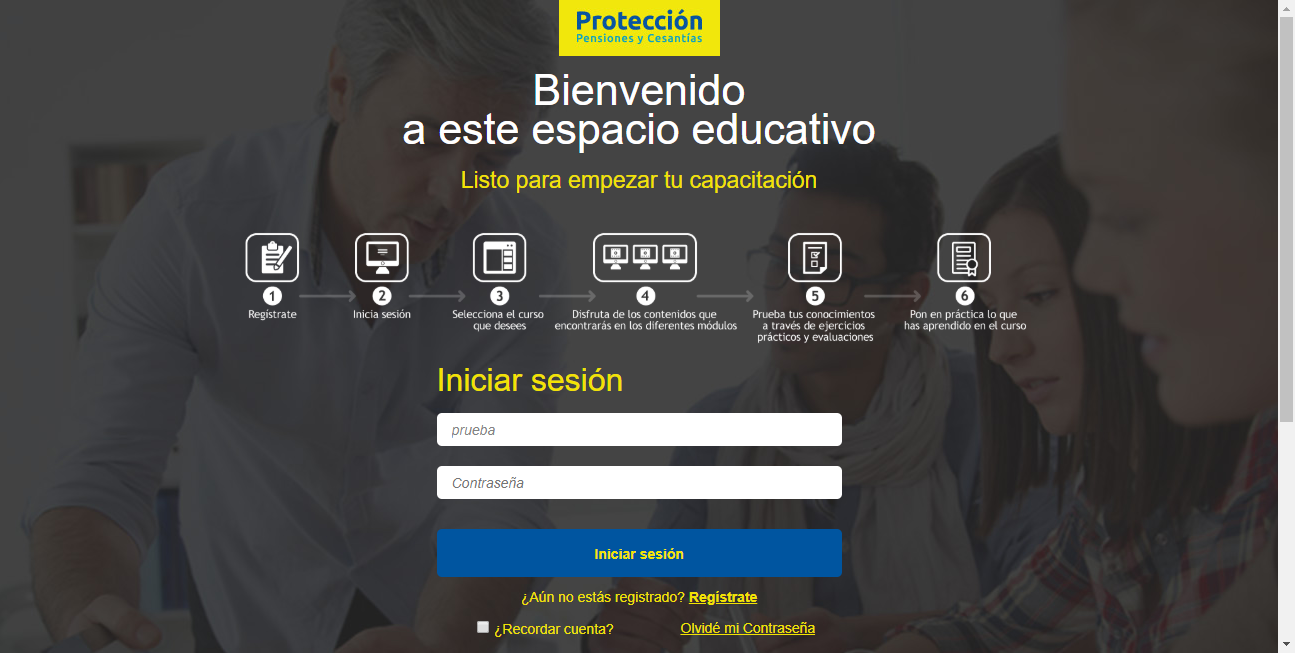 Protección
Pensiones y Cesantías
Bienvenido
a este espacio educativo
Listo para empezar tu capacitación
1
Regístrate
2
Inicia sesión
3
Selecciona el curso
que desees
4
Disfruta de los contenidos que
encontrarás en los diferentes módulos
5
Prueba tus conocimientos
a través de ejercicios
prácticos y evaluaciones
6
Pon en práctica lo que
has aprendido en el curso
Iniciar sesión
prueba
Contraseña
Iniciar sesión
¿Aún no estás registrado? Regístrate
¿Recordar cuenta? Olvidé mi Contraseña